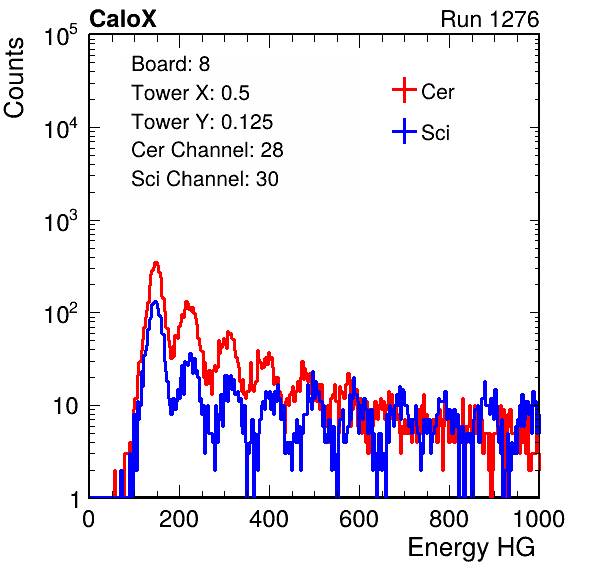 CaloX Run 1276
Counts
Board: 8
Tower X: 0.5
Tower Y: 0.125
Cer Channel: 28
Sci Channel: 30
Cer
Sci
10^5
10^4
10^3
10^2
10
1
0 200 400 600 800 1000
Energy HG